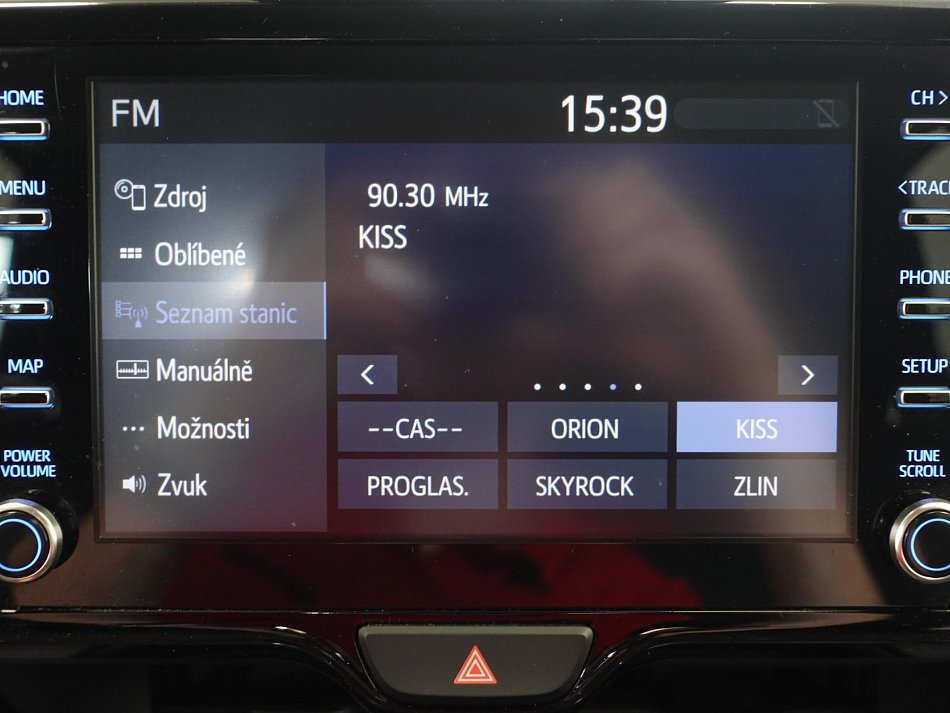 HOME
MENU
AUDIO
MAP
POWER
VOLUME
FM
15:39
Zdroj
Oblíbené
Seznam stanic
Manuálně
Možnosti
Zvuk
90.30 MHz
KISS
< >
--CAS-- ORION KISS
PROGLAS. SKYROCK ZLIN
CH >
<TRACK
PHONE
SETUP
TUNE
SCROLL